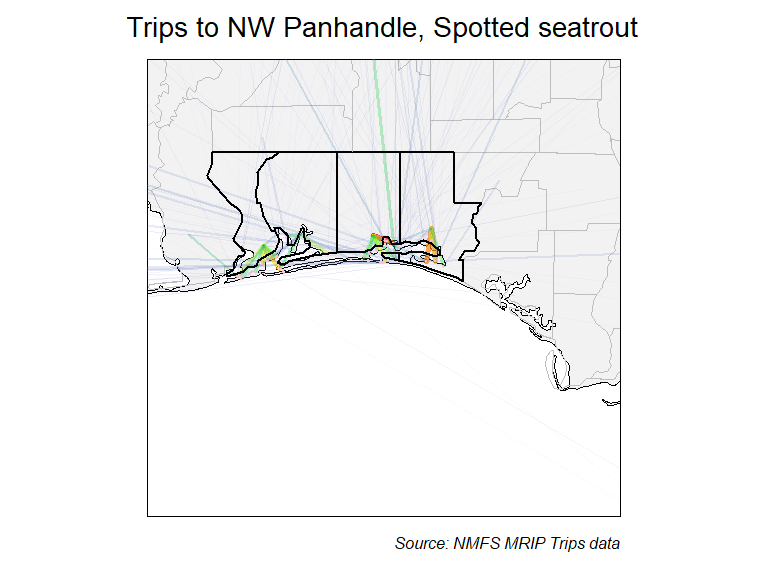 Trips to NW Panhandle, Spotted seatrout
Source: NMFS MRIP Trips data